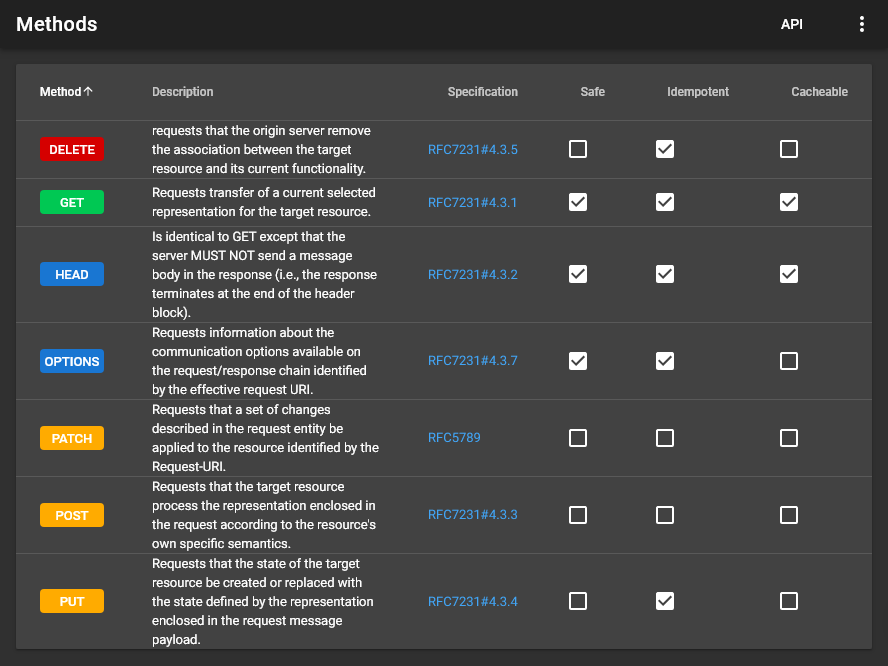 Methods
API
Method Description Specification Safe Idempotent Cacheable
requests that the origin server remove
DELETE the association between the target RFC7231#4.3.5
resource and its current functionality.
Requests transfer of a current selected
GET RFC7231#4.3.1
representation for the target resource.
Is identical to GET except that the
server MUST NOT send a message
HEAD body in the response (i.e., the response RFC7231#4.3.2
terminates at the end of the header
block).
Requests information about the
communication options available on
OPTIONS RFC7231#4.3.7
the request/response chain identified
by the effective request URI.
Requests that a set of changes
described in the request entity be
PATCH RFC5789
applied to the resource identified by the
Request-URI.
Requests that the target resource
process the representation enclosed in
POST RFC7231#4.3.3
the request according to the resource's
own specific semantics.
Requests that the state of the target
resource be created or replaced with
PUT the state defined by the representation RFC7231#4.3.4
enclosed in the request message
payload.